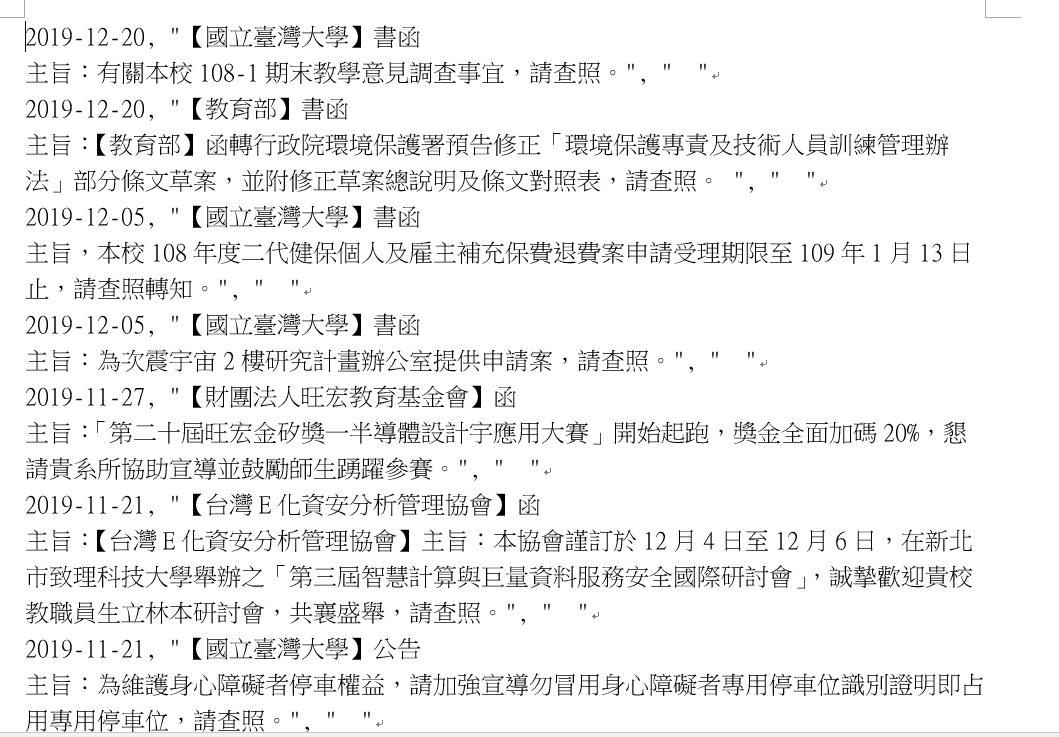 2019-12-20, "【國立臺灣大學】書函
主旨：有關本校 108-1 期末教學意見調查事宜，請查照。", "　"
2019-12-20, "【教育部】書函
主旨：【教育部】函轉行政院環境保護署預告修正「環境保護專責及技術人員訓練管理辦
法」部分條文草案，並附修正草案總說明及條文對照表，請查照。 ", "　"
2019-12-05, "【國立臺灣大學】書函
主旨，本校 108 年度二代健保個人及雇主補充保費退費案申請受理期限至 109 年 1 月 13 日
止，請查照轉知。", "　"
2019-12-05, "【國立臺灣大學】書函
主旨：為次震宇宙 2 樓研究計畫辦公室提供申請案，請查照。", "　"
2019-11-27, "【財團法人旺宏教育基金會】函
主旨：「第二十屆旺宏金矽獎─半導體設計宇應用大賽」開始起跑，獎金全面加碼 20%，懇
請貴系所協助宣導並鼓勵師生踴躍參賽。", "　"
2019-11-21, "【台灣 E 化資安分析管理協會】函
主旨：【台灣 E 化資安分析管理協會】主旨：本協會謹訂於 12 月 4 日至 12 月 6 日，在新北
市致理科技大學舉辦之「第三屆智慧計算與巨量資料服務安全國際研討會」，誠摯歡迎貴校
教職員生立林本研討會，共襄盛舉，請查照。", "　"
2019-11-21, "【國立臺灣大學】公告
主旨：為維護身心障礙者停車權益，請加強宣導勿冒用身心障礙者專用停車位識別證明即占
用專用停車位，請查照。", "　"